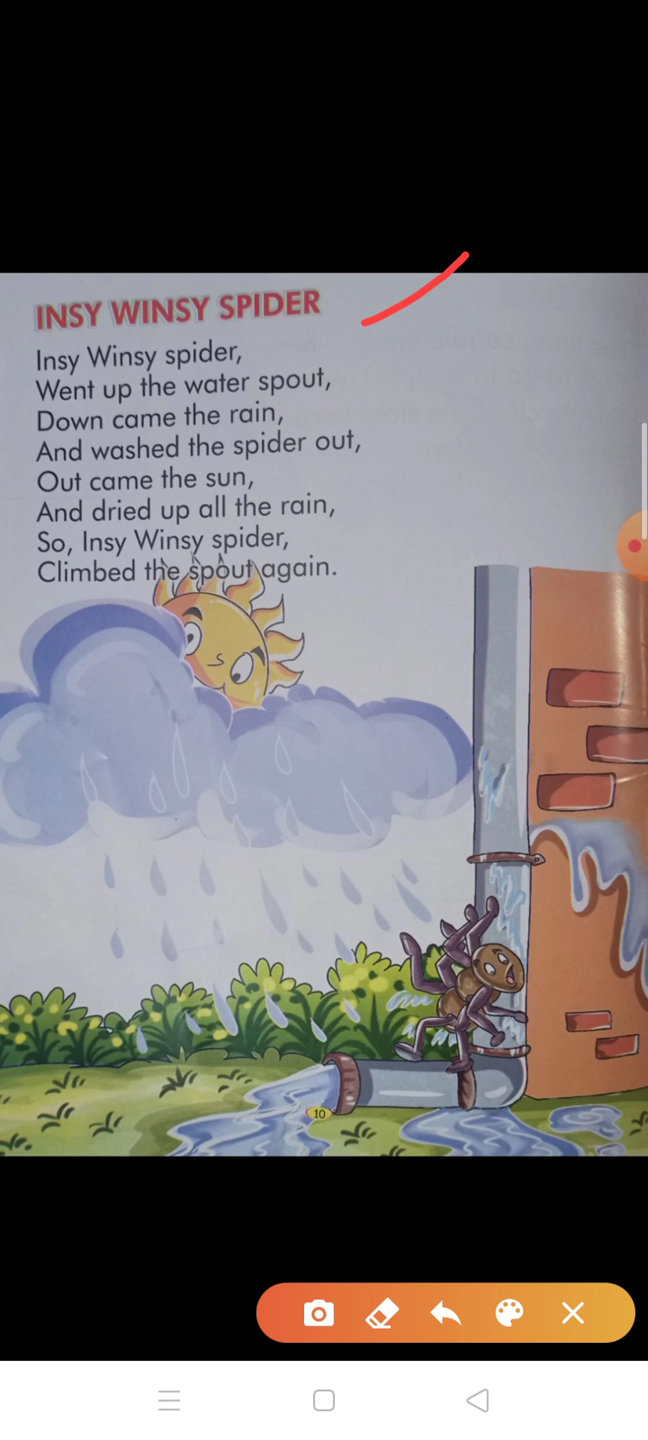 INSY WINSY SPIDER
Insy Winsy spider,
Went up the water spout,
Down came the rain,
And washed the spider out,
Out came the sun,
And dried up all the rain,
So, Insy Winsy spider,
Climbed the spout again.
10